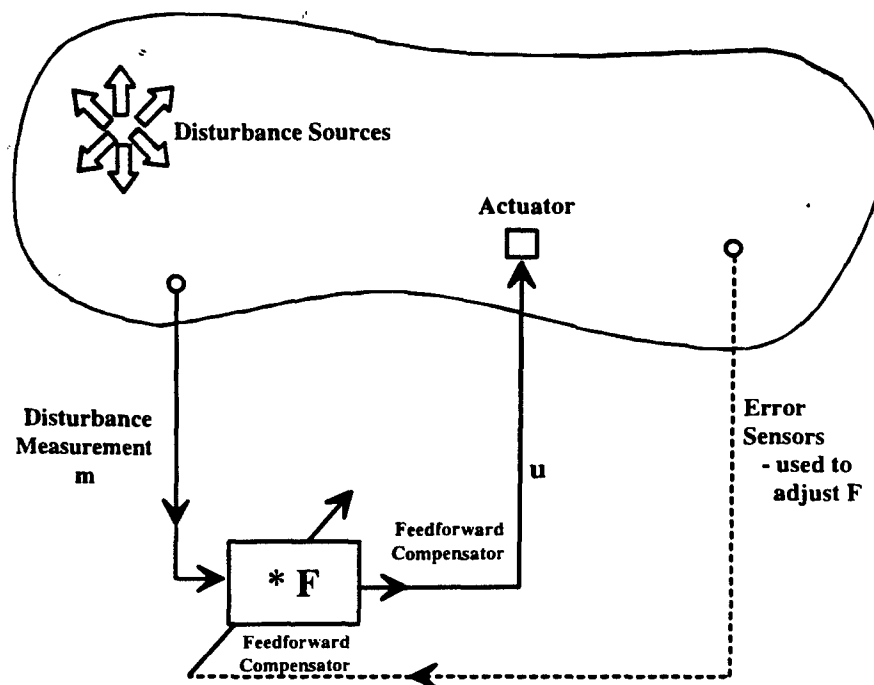 Disturbance Sources
Actuator
Disturbance
Measurement
m
Error
Sensors
- used to
adjust F
u
Feedforward
Compensator
* F
Feedforward
Compensator